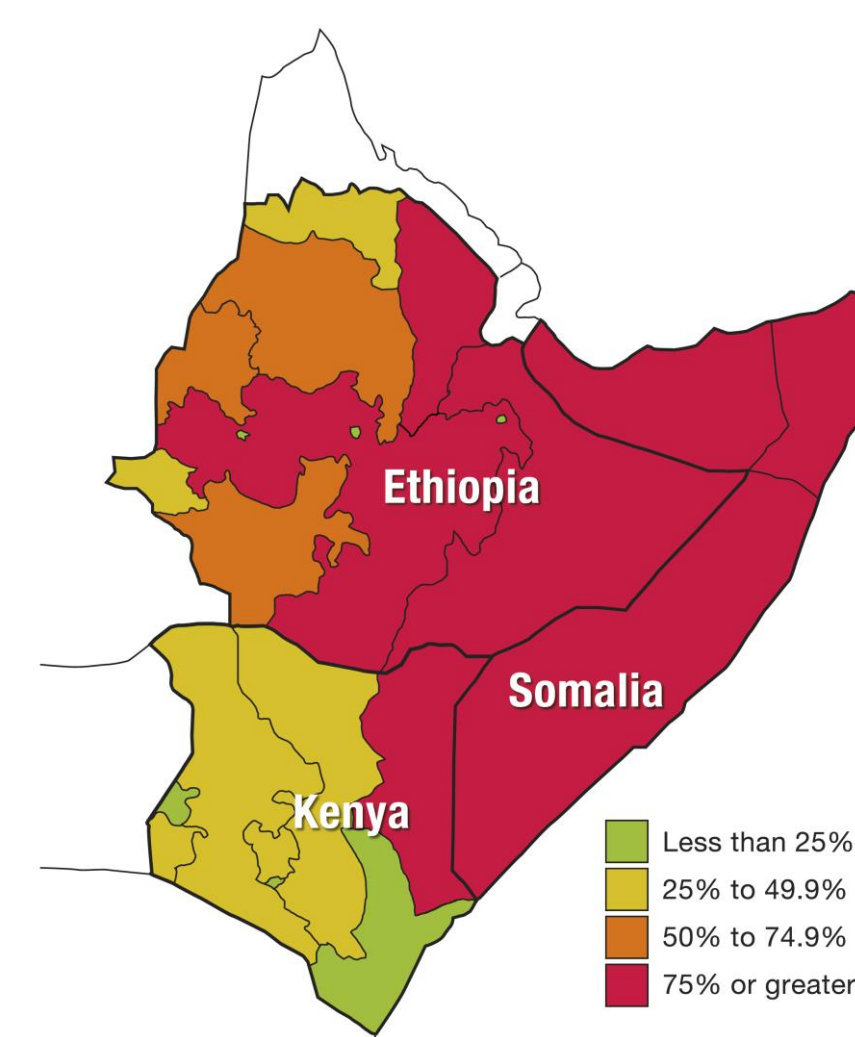 Ethiopia
Somalia
Kenya
Less than 25%
25% to 49.9%
50% to 74.9%
75% or greater